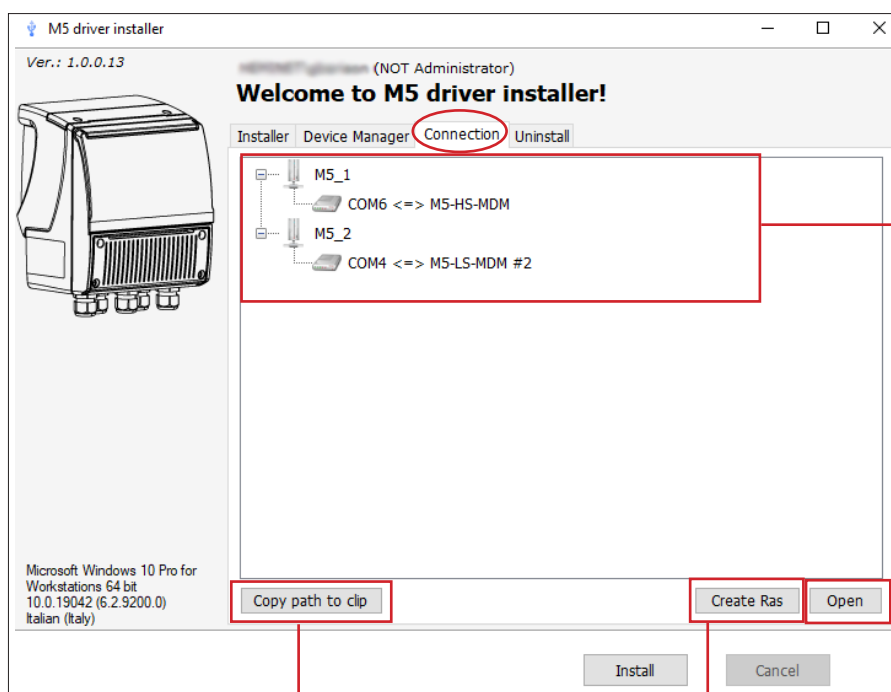 M5 driver installer
Ver.: 1.0.0.13
(NOT Administrator)
Welcome to M5 driver installer!
Installer Device Manager Connection Uninstall
M5_1
COM6 <=> M5-HS-MDM
M5_2
COM4 <=> M5-LS-MDM #2
Microsoft Windows 10 Pro for
Workstations 64 bit
10.0.19042 (6.2.9200.0)
Italian (Italy)
Copy path to clip Create Ras Open
Install Cancel